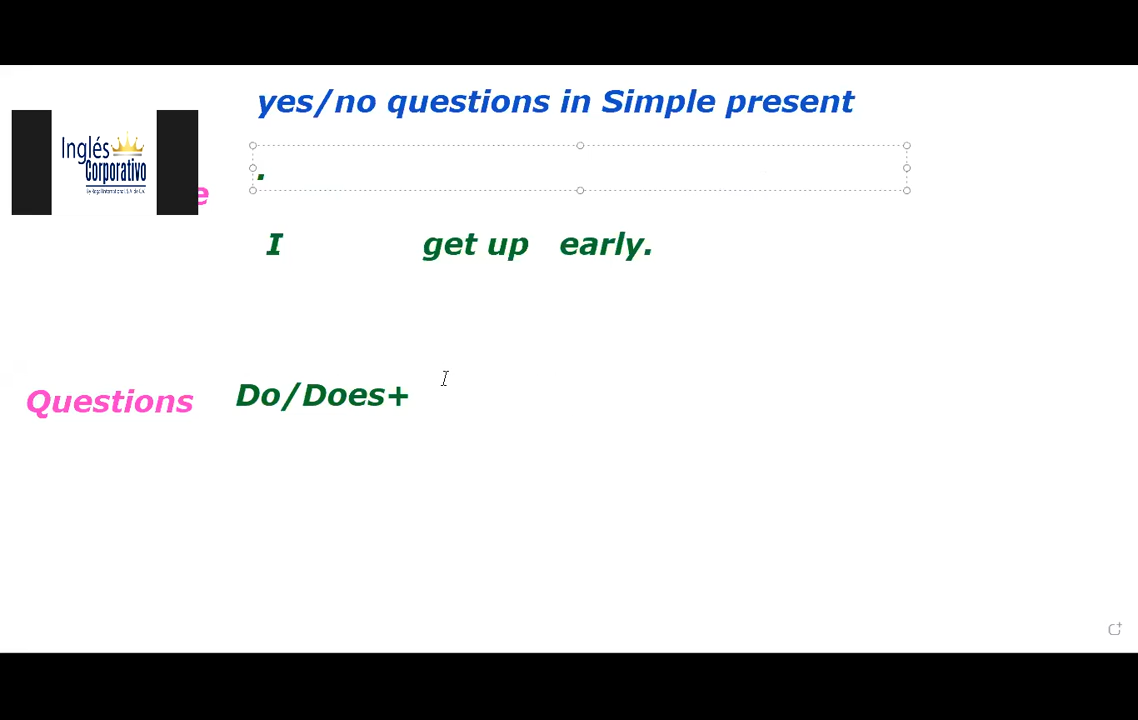 yes/no questions in Simple present
Inglés
Corporativo
.
e
I get up early.
Questions Do/Does+